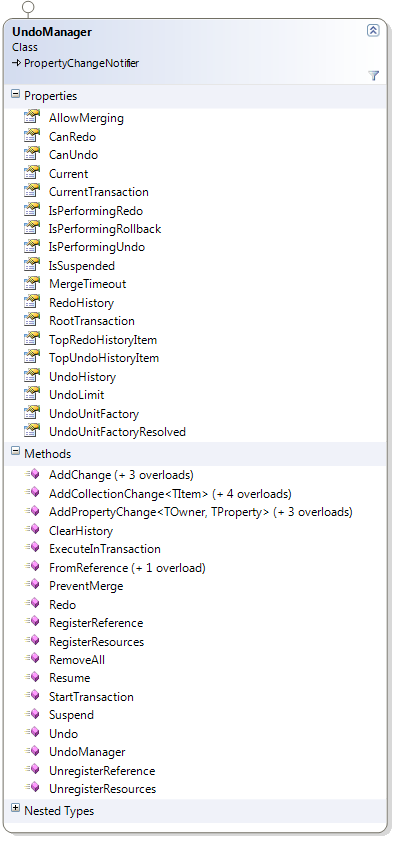 UndoManager
Class
PropertyChangeNotifier
Properties
AllowMerging
CanRedo
CanUndo
Current
CurrentTransaction
IsPerformingRedo
IsPerformingRollback
IsPerformingUndo
IsSuspended
MergeTimeout
RedoHistory
RootTransaction
TopRedoHistoryItem
TopUndoHistoryItem
UndoHistory
UndoLimit
UndoUnitFactory
UndoUnitFactoryResolved
Methods
AddChange (+ 3 overloads)
AddCollectionChange<TItem> (+ 4 overloads)
AddPropertyChange<TOwner, TProperty> (+ 3 overloads)
ClearHistory
ExecuteInTransaction
FromReference (+ 1 overload)
PreventMerge
Redo
RegisterReference
RegisterResources
RemoveAll
Resume
StartTransaction
Suspend
Undo
UndoManager
UnregisterReference
UnregisterResources
Nested Types